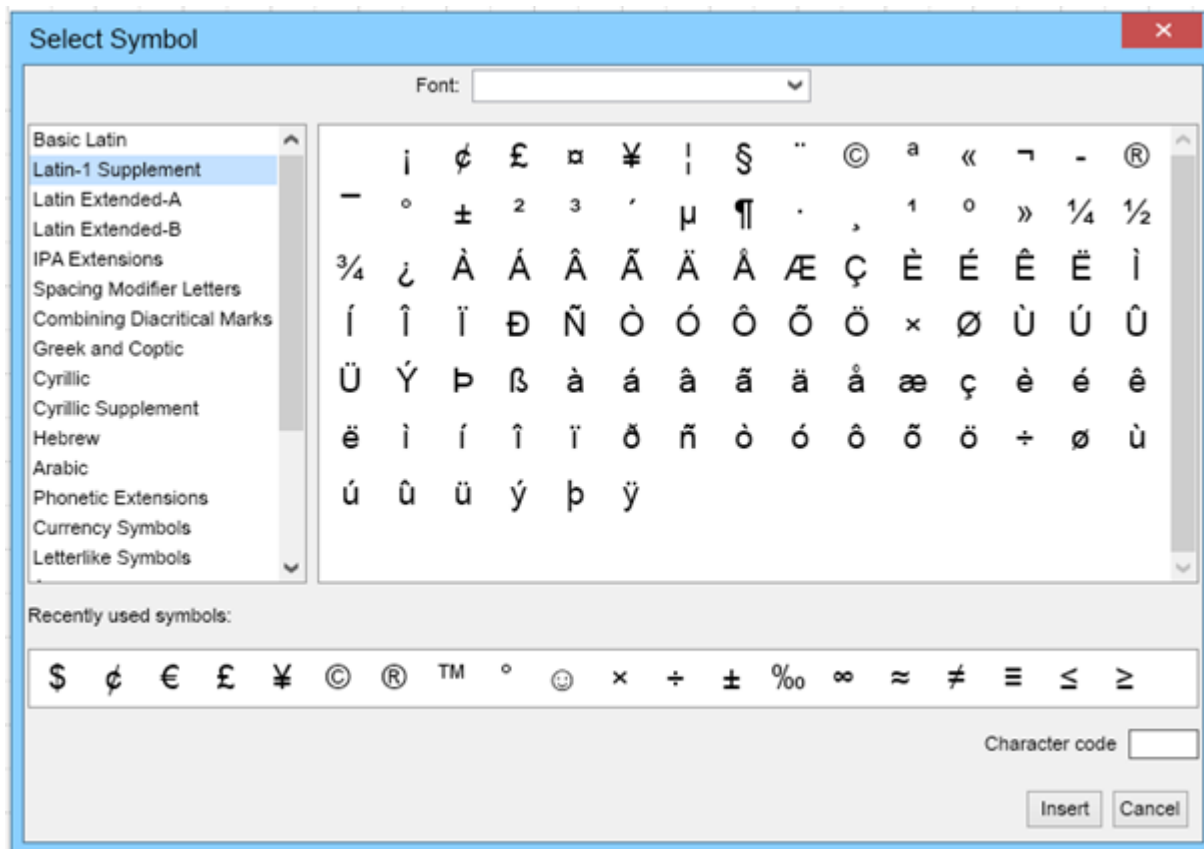 Select Symbol
Font:
Basic Latin
Latin-1 Supplement
Latin Extended-A
Latin Extended-B
IPA Extensions
Spacing Modifier Letters
Combining Diacritical Marks
Greek and Coptic
Cyrillic
Cyrillic Supplement
Hebrew
Arabic
Phonetic Extensions
Currency Symbols
Letterlike Symbols
¡ ¢ £ ¤ ¥ ¦ § ¨ © ª « ¬ - ®
¯ ° ± ² ³ ´ µ ¶ · ¸ ¹ º » ¼ ½
¾ ¿ À Á Â Ã Ä Å Æ Ç È É Ê Ë Ì
Í Î Ï Ð Ñ Ò Ó Ô Õ Ö × Ø Ù Ú Û
Ü Ý Þ ß à á â ã ä å æ ç è é ê
ë ì í î ï ð ñ ò ó ô õ ö ÷ ø ù
ú û ü ý þ ÿ
Recently used symbols:
$ ¢ € £ ¥ © ® ™ ° ☺ × ÷ ± ‰ ∞ ≈ ≠ ≡ ≤ ≥
Character code
Insert Cancel